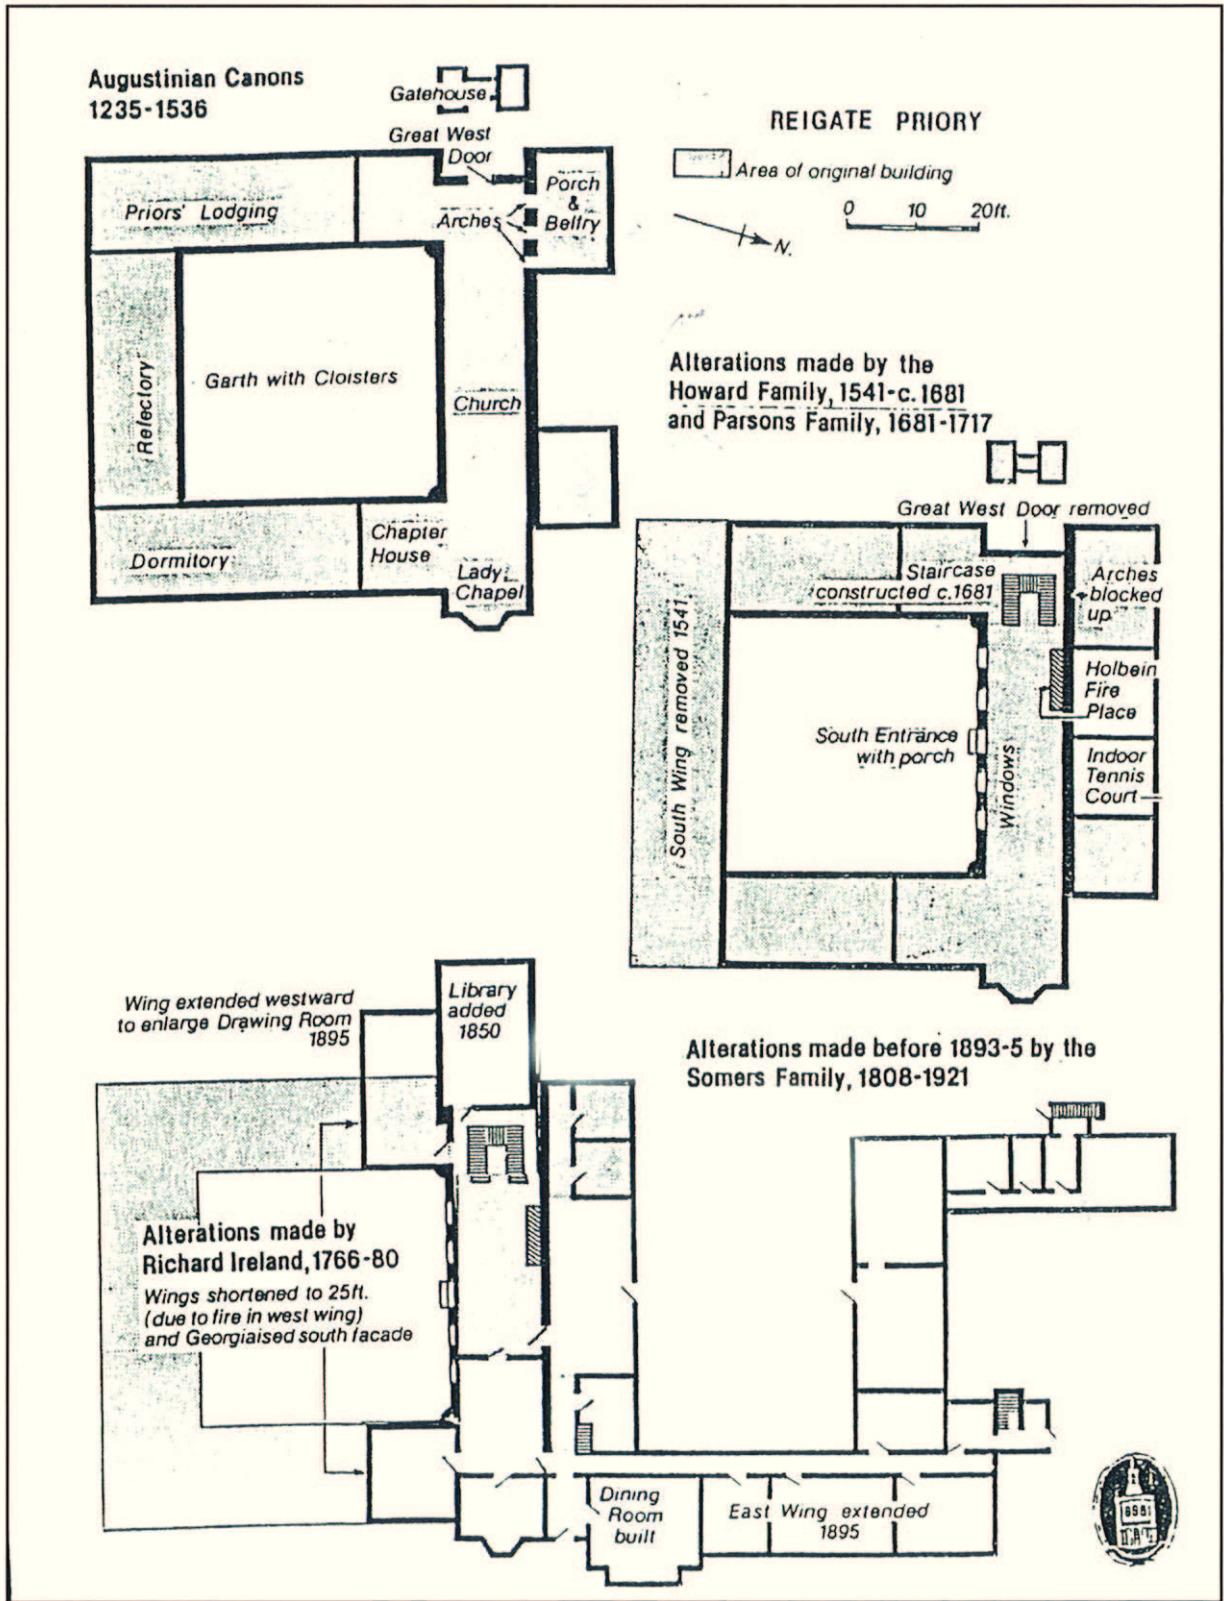 Augustinian Canons
1235-1536
Gatehouse
Great West
Door
Priors' Lodging
Arches
Porch
&
Belfry
Refectory
Garth with Cloisters
Church
Dormitory
Chapter
House
Lady
Chapel
REIGATE PRIORY
Area of original building
0 10 20ft.
N.
Alterations made by the
Howard Family, 1541-c.1681
and Parsons Family, 1681-1717
Great West Door removed
Staircase
constructed c.1681
Arches
blocked
up
South Wing removed 1541
Holbein
Fire
Place
South Entrance
with porch
Windows
Indoor
Tennis
Court
Wing extended westward
to enlarge Drawing Room
1895
Library
added
1850
Alterations made before 1893-5 by the
Somers Family, 1808-1921
Alterations made by
Richard Ireland, 1766-80
Wings shortened to 25ft.
(due to fire in west wing)
and Georgiaised south facade
Dining
Room
built
East Wing extended
1895